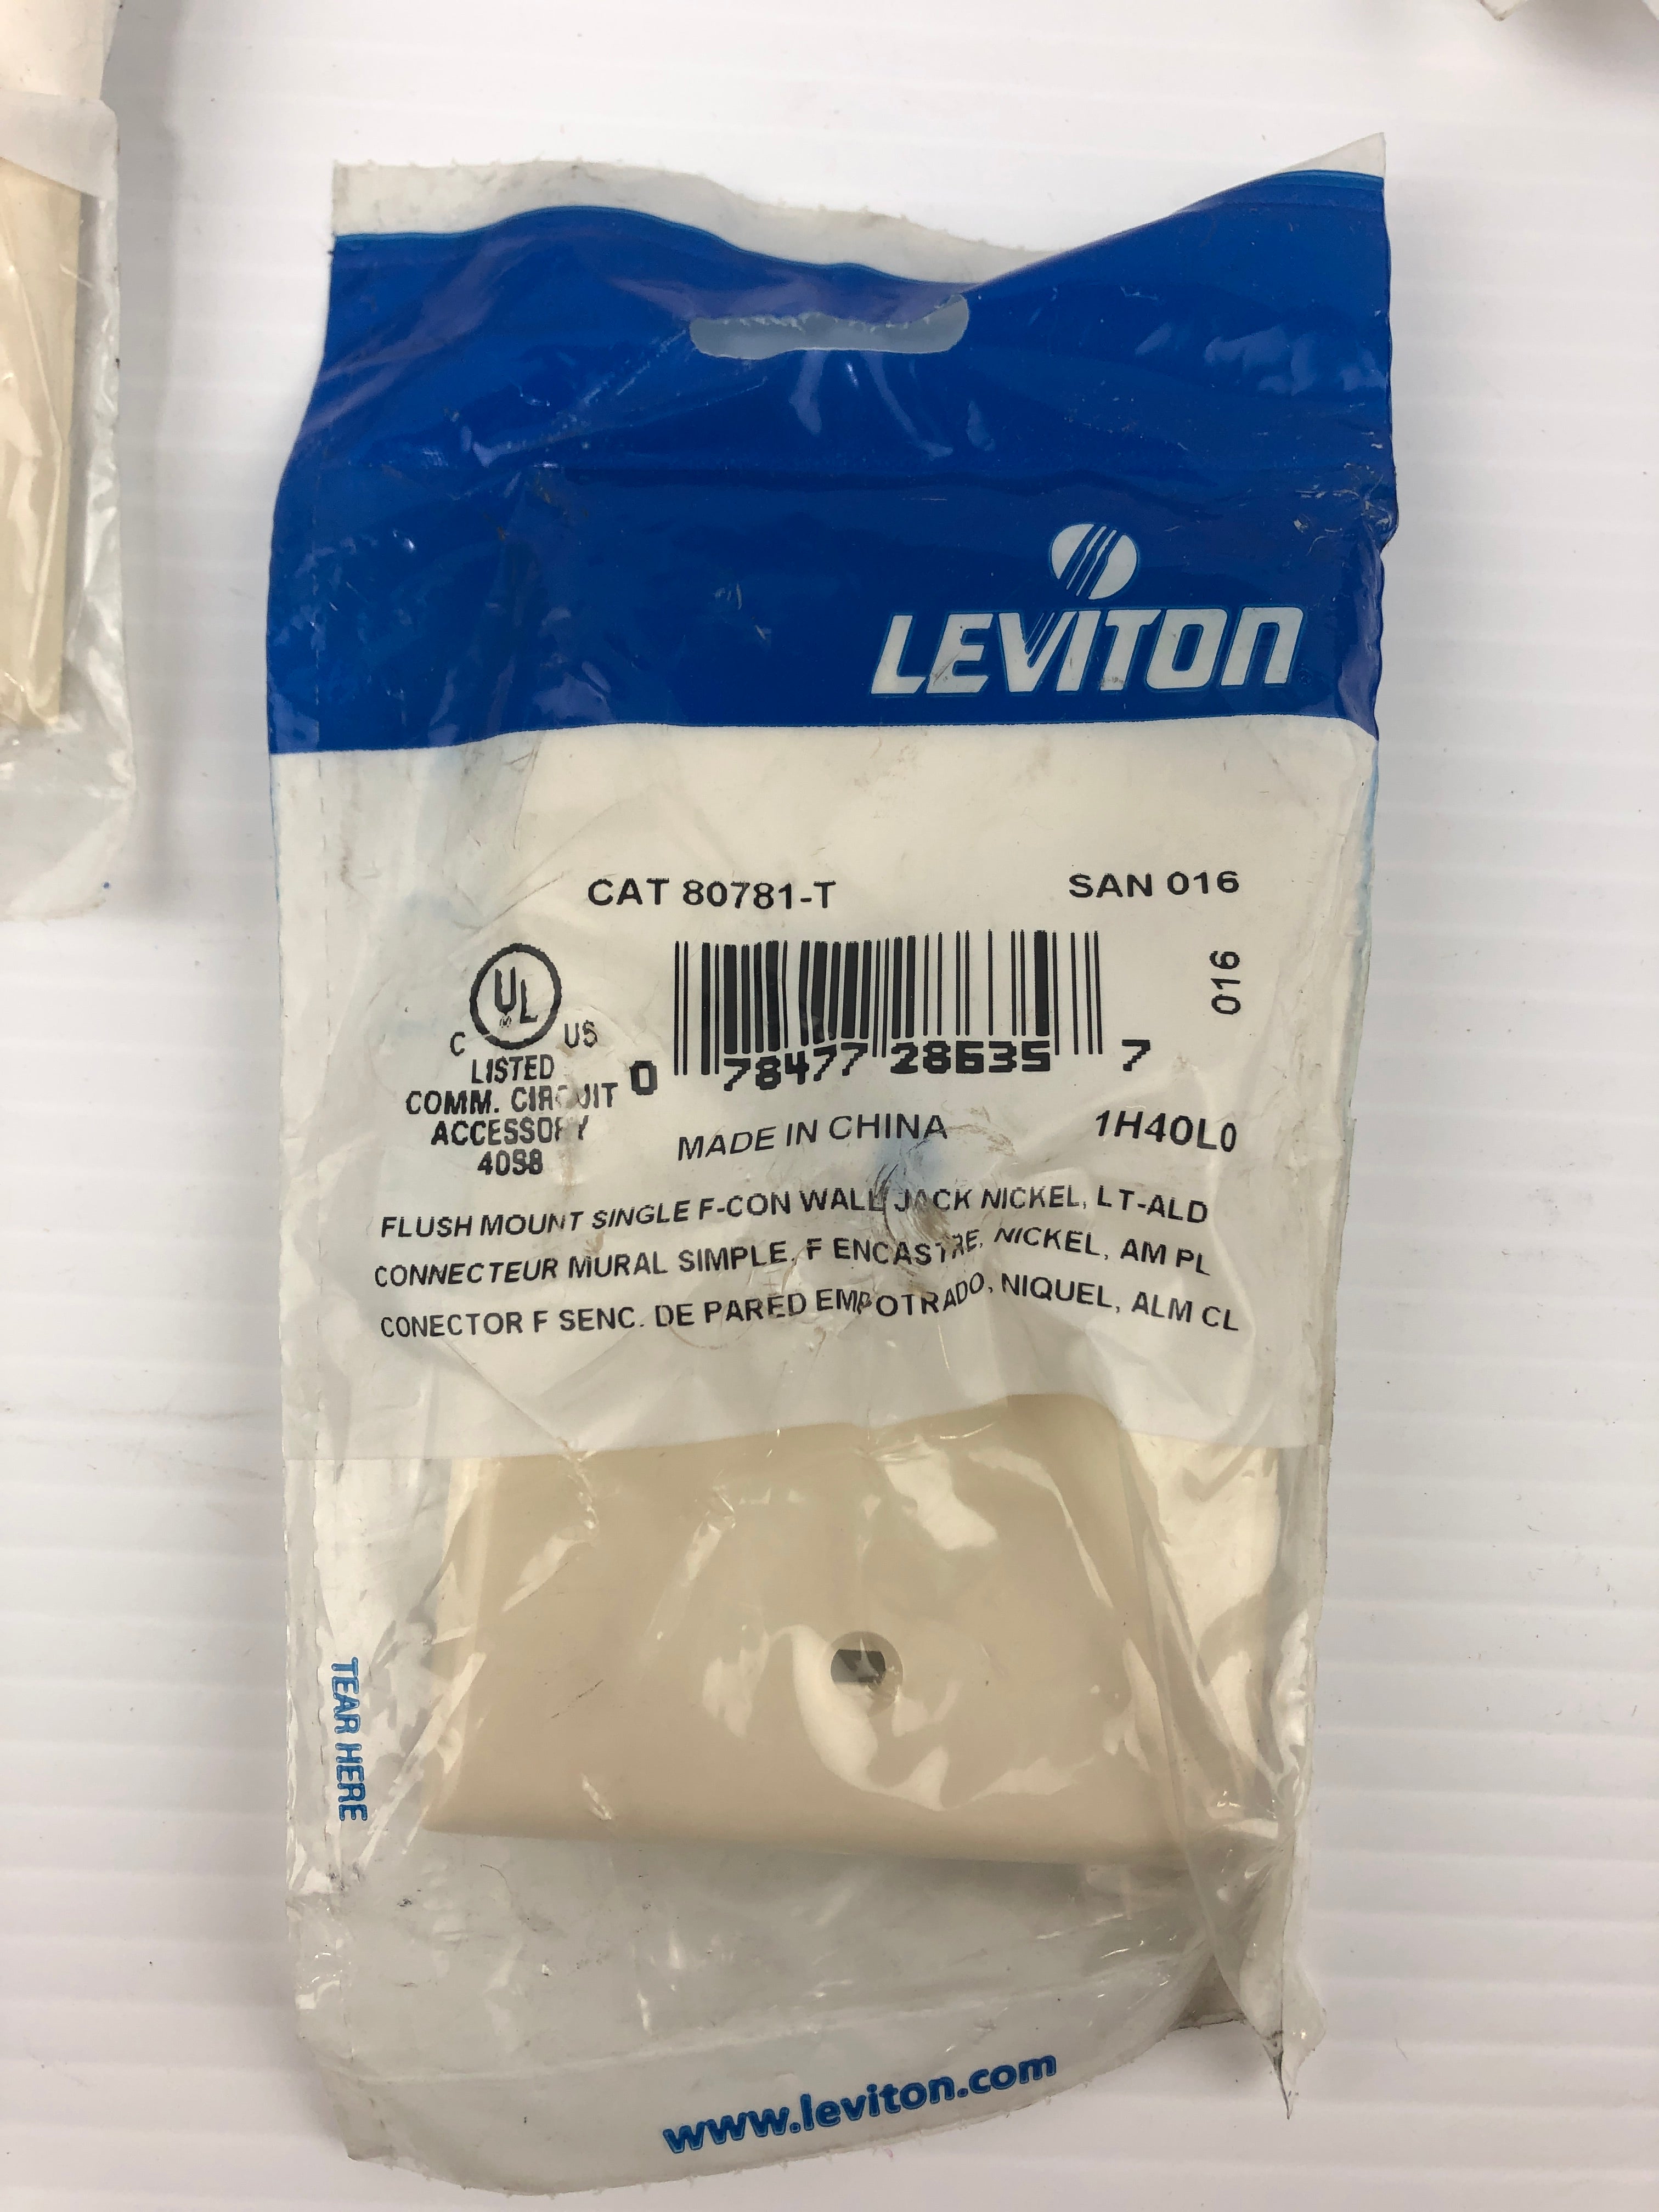 LEVITON
CAT 80781-T
SAN 016
016
UL
C US
LISTED
COMM. CIRCUIT
ACCESSORY
40S8
0 78477 28635 7
MADE IN CHINA
1H4OL0
FLUSH MOUNT SINGLE F-CON WALL JACK NICKEL, LT-ALD
CONNECTEUR MURAL SIMPLE, F ENCASTRE, NICKEL, AM PL
CONECTOR F SENC. DE PARED EMPOTRADO, NIQUEL, ALM CL
TEAR HERE
www.leviton.com